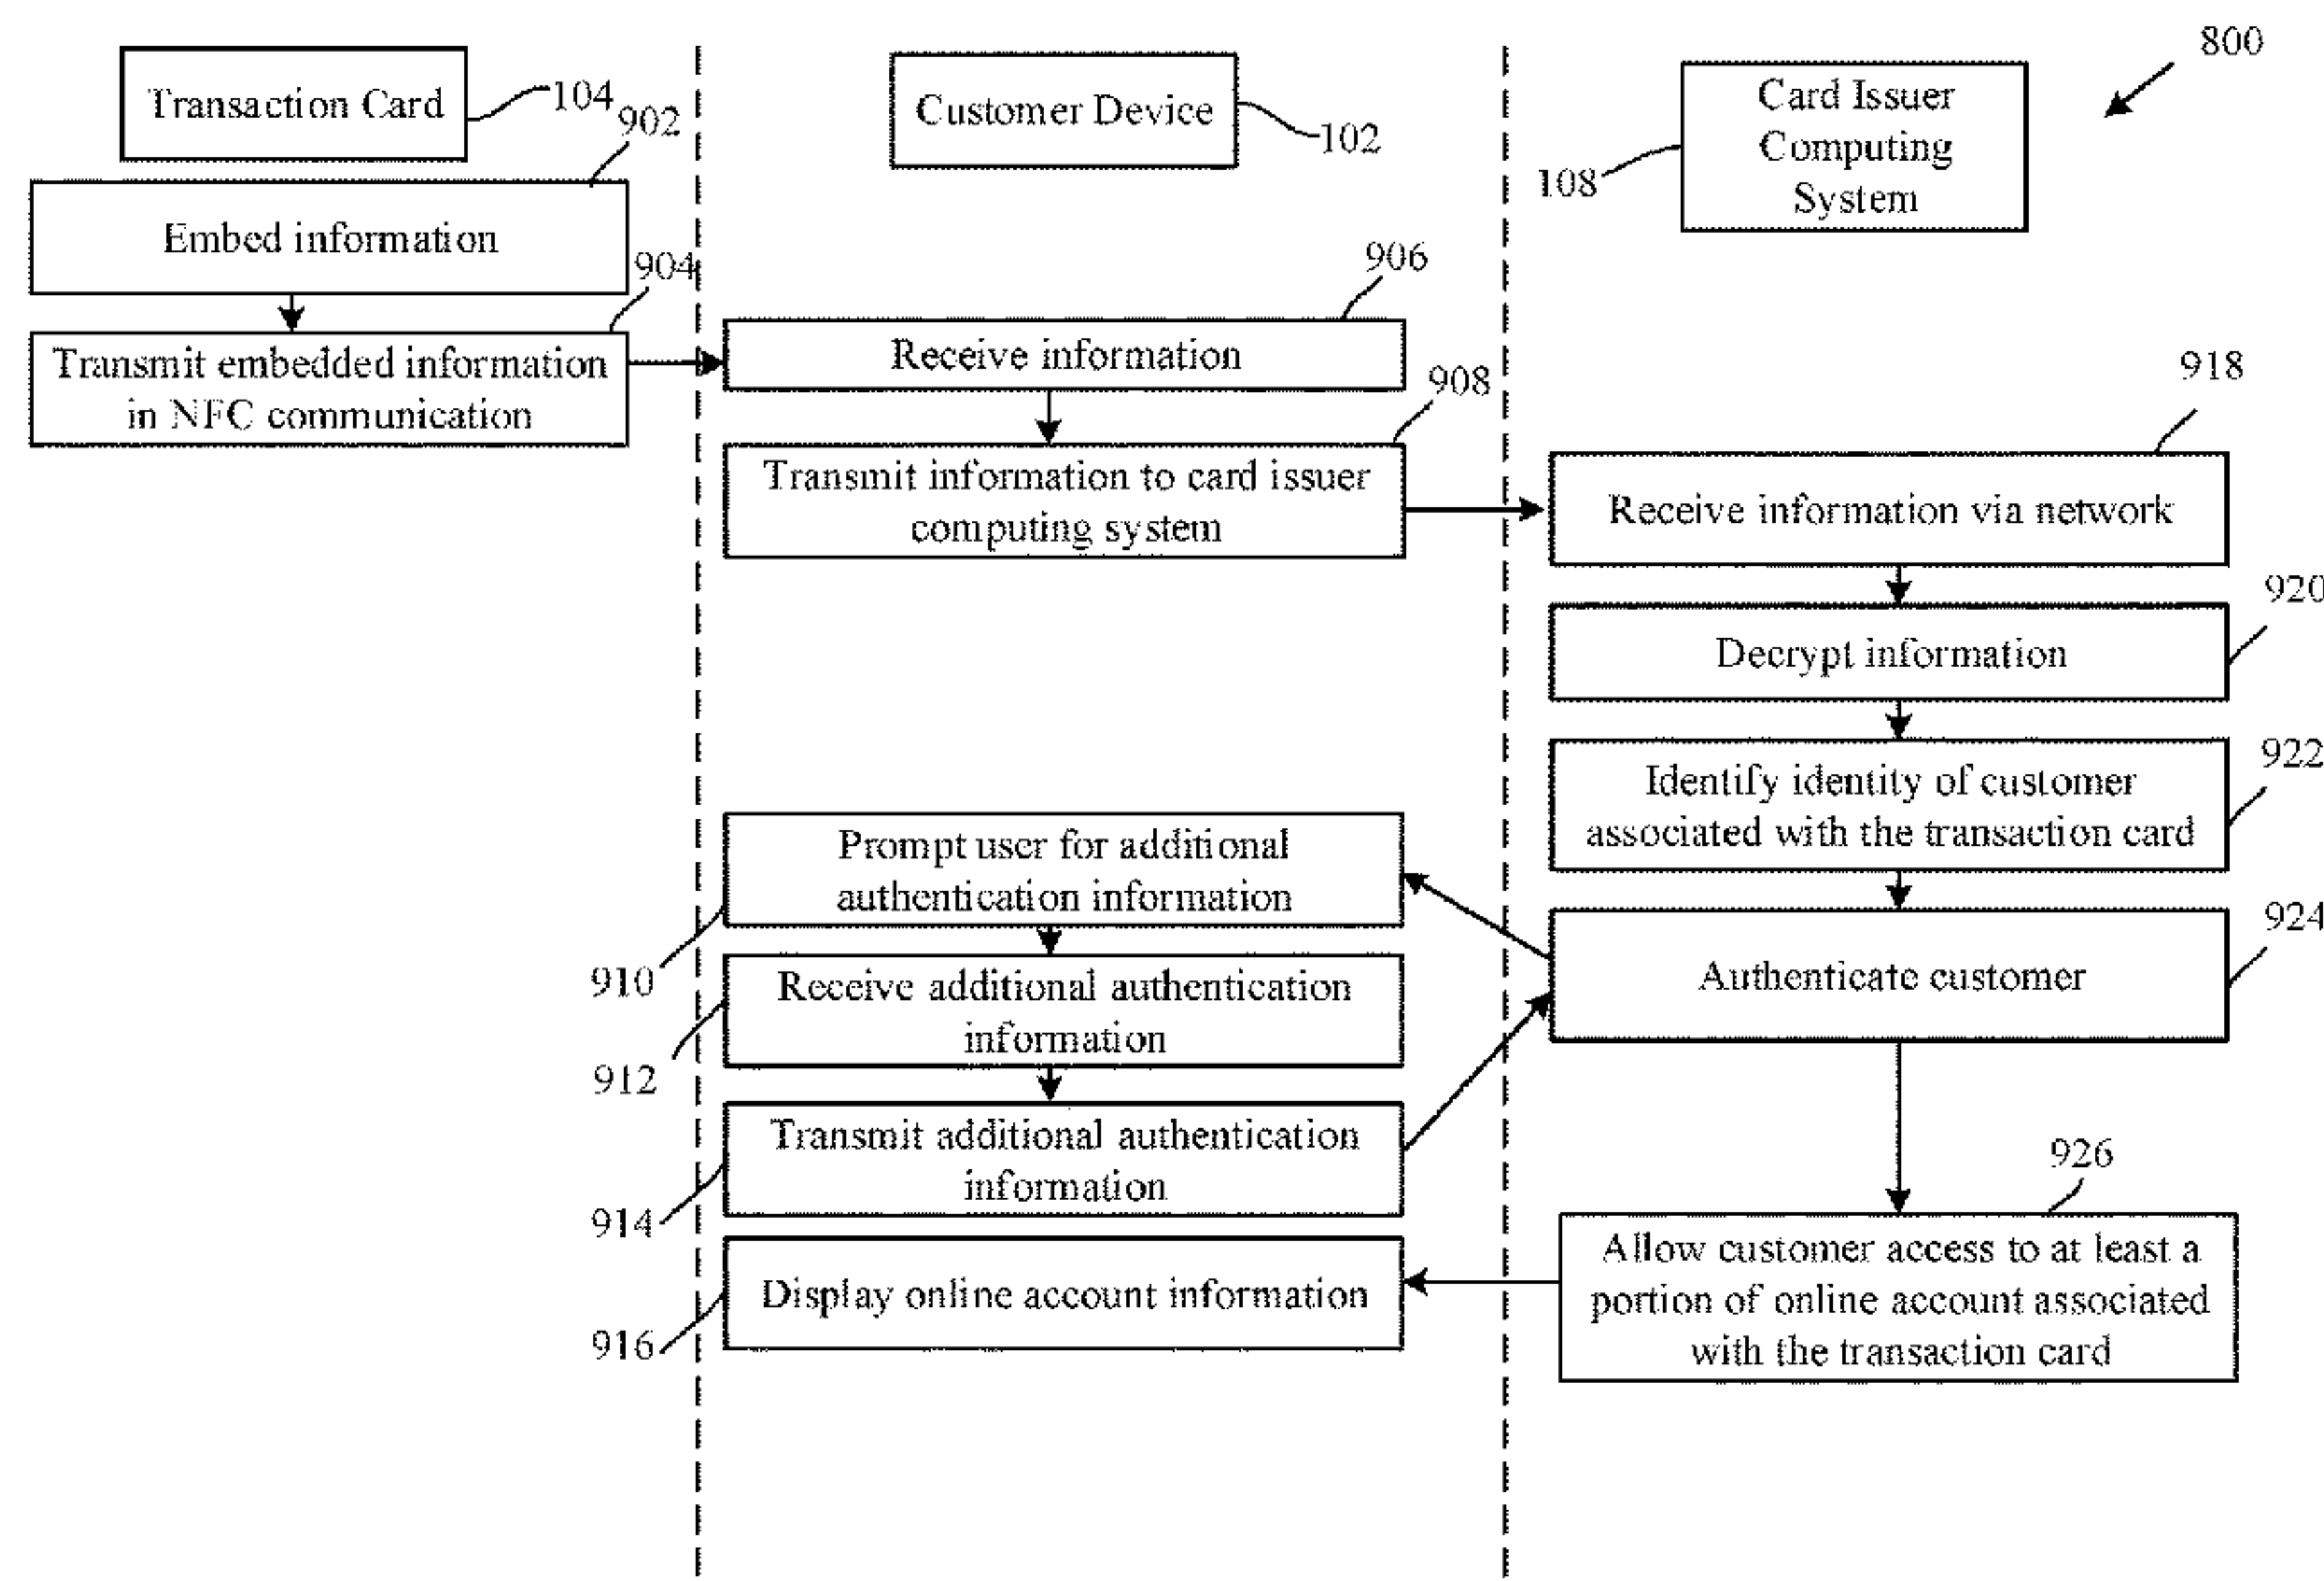 800
Transaction Card
104
Customer Device
102
Card Issuer
Computing
System
108
902
Embed information
904
Transmit embedded information
in NFC communication
906
Receive information
908
Transmit information to card issuer
computing system
918
Receive information via network
920
Decrypt information
922
Identify identity of customer
associated with the transaction card
924
Authenticate customer
Prompt user for additional
authentication information
910
Receive additional authentication
information
912
Transmit additional authentication
information
914
926
Allow customer access to at least a
portion of online account associated
with the transaction card
Display online account information
916